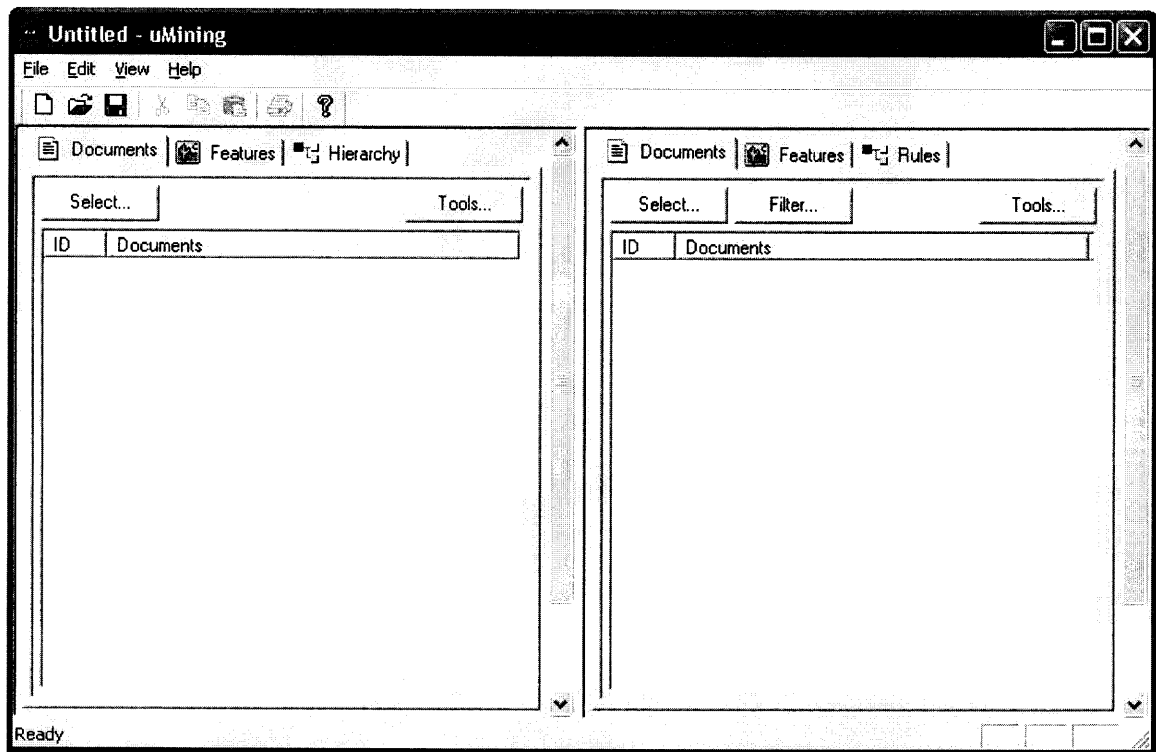 Untitled - uMining
File Edit View Help
Documents Features Hierarchy
Select... Tools...
ID Documents
Documents Features Rules
Select... Filter... Tools...
ID Documents
Ready